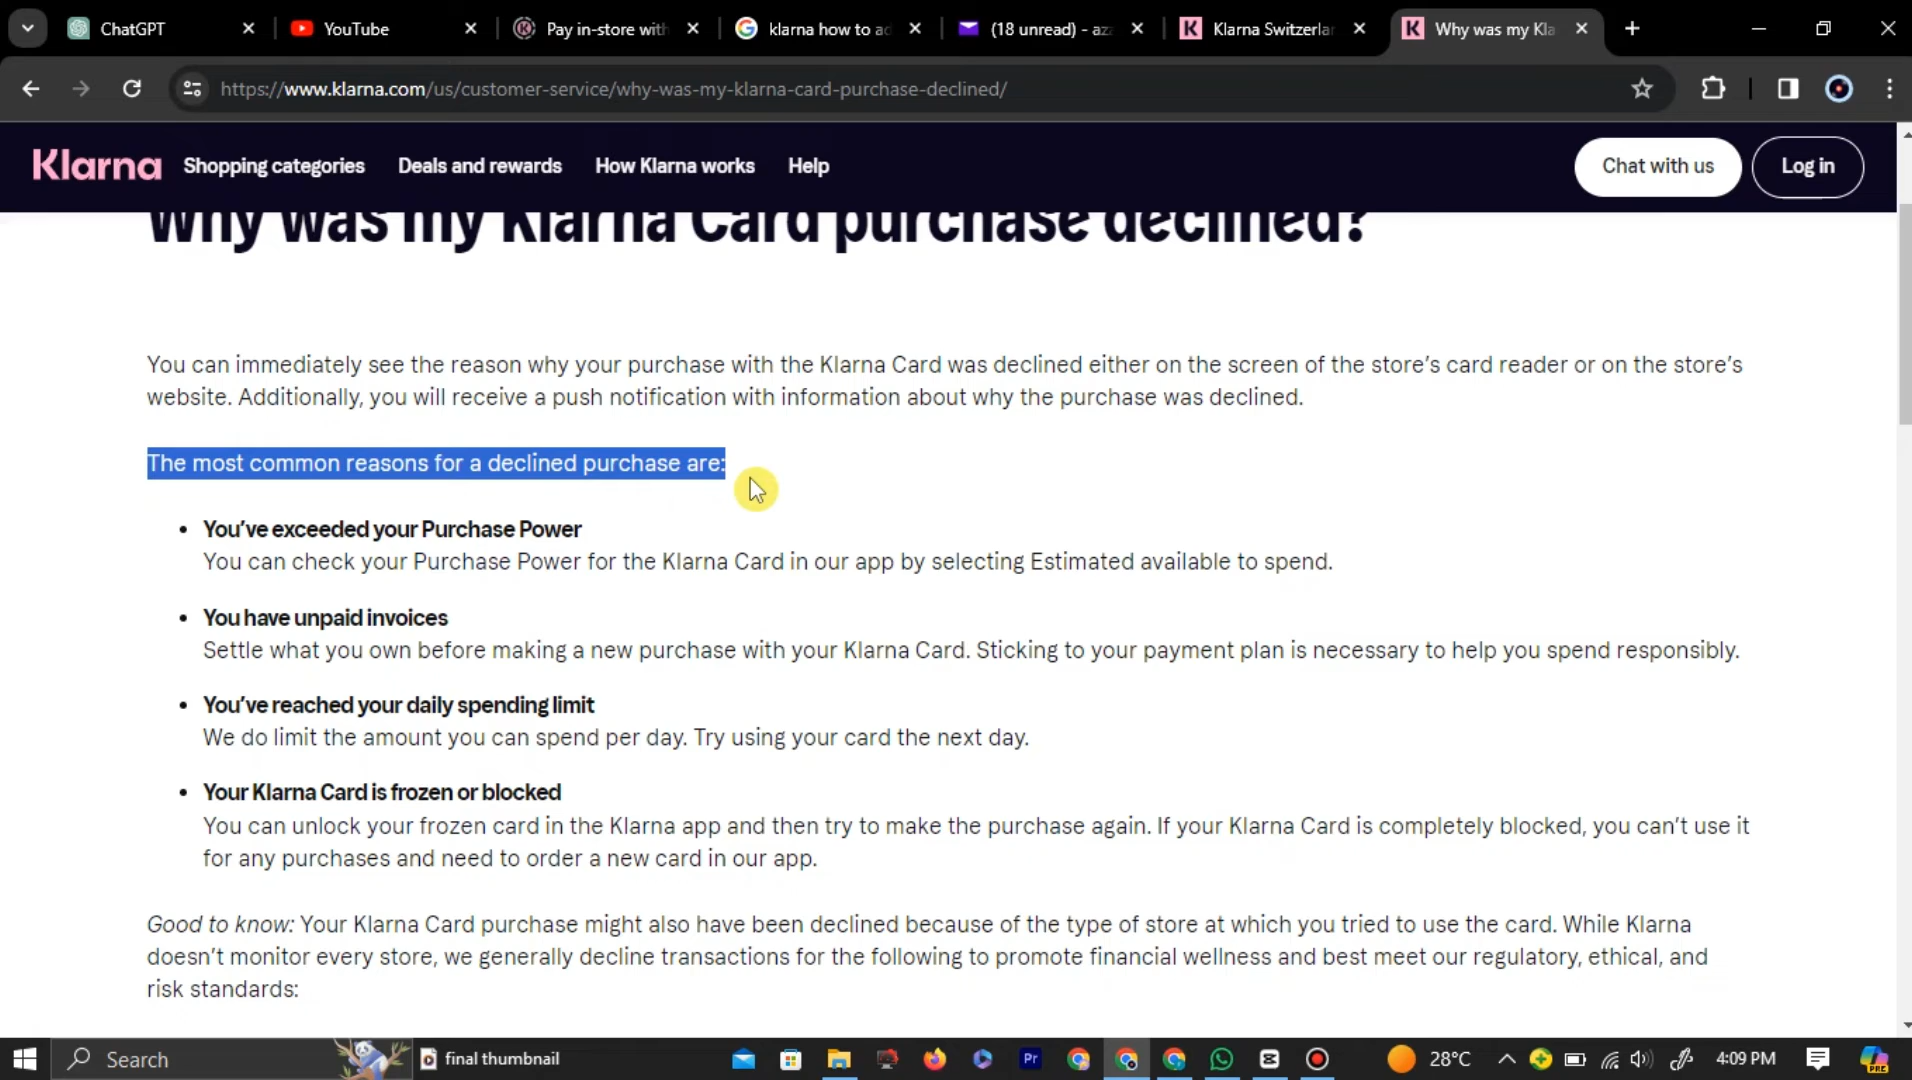 ChatGPT
YouTube
Pay in-store with
klarna how to ad
(18 unread) - aza
Klarna Switzerlan
Why was my Kla
https://www.klarna.com/us/customer-service/why-was-my-klarna-card-purchase-declined/
Klarna
Shopping categories
Deals and rewards
How Klarna works
Help
Chat with us
Log in
Why was my Klarna Card purchase declined?
You can immediately see the reason why your purchase with the Klarna Card was declined either on the screen of the store's card reader or on the store's
website. Additionally, you will receive a push notification with information about why the purchase was declined.
The most common reasons for a declined purchase are:
• You've exceeded your Purchase Power
You can check your Purchase Power for the Klarna Card in our app by selecting Estimated available to spend.
• You have unpaid invoices
Settle what you own before making a new purchase with your Klarna Card. Sticking to your payment plan is necessary to help you spend responsibly.
• You've reached your daily spending limit
We do limit the amount you can spend per day. Try using your card the next day.
• Your Klarna Card is frozen or blocked
You can unlock your frozen card in the Klarna app and then try to make the purchase again. If your Klarna Card is completely blocked, you can't use it
for any purchases and need to order a new card in our app.
Good to know: Your Klarna Card purchase might also have been declined because of the type of store at which you tried to use the card. While Klarna
doesn't monitor every store, we generally decline transactions for the following to promote financial wellness and best meet our regulatory, ethical, and
risk standards:
Search
final thumbnail
Pr
28°C
4:09 PM
PRE